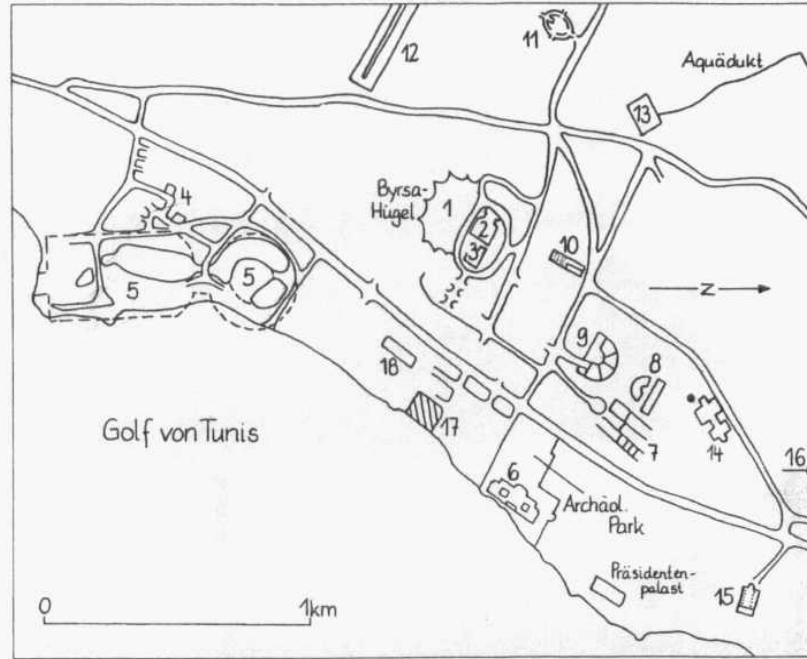 11
12
Aquädukt
13
Byrsa-
Hügel
1
2
3
4
10
N
5
5
9
8
18
Golf von Tunis
17
7
14
16
6
Archäol.
Park
Präsidenten-
palast
15
0
1km